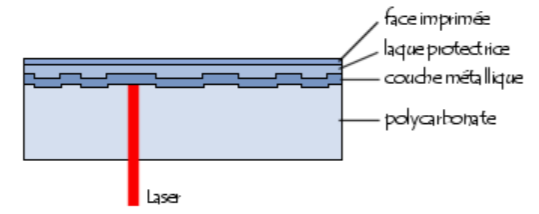 face imprimée
laque protectrice
couche métallique
polycarbonate
Laser